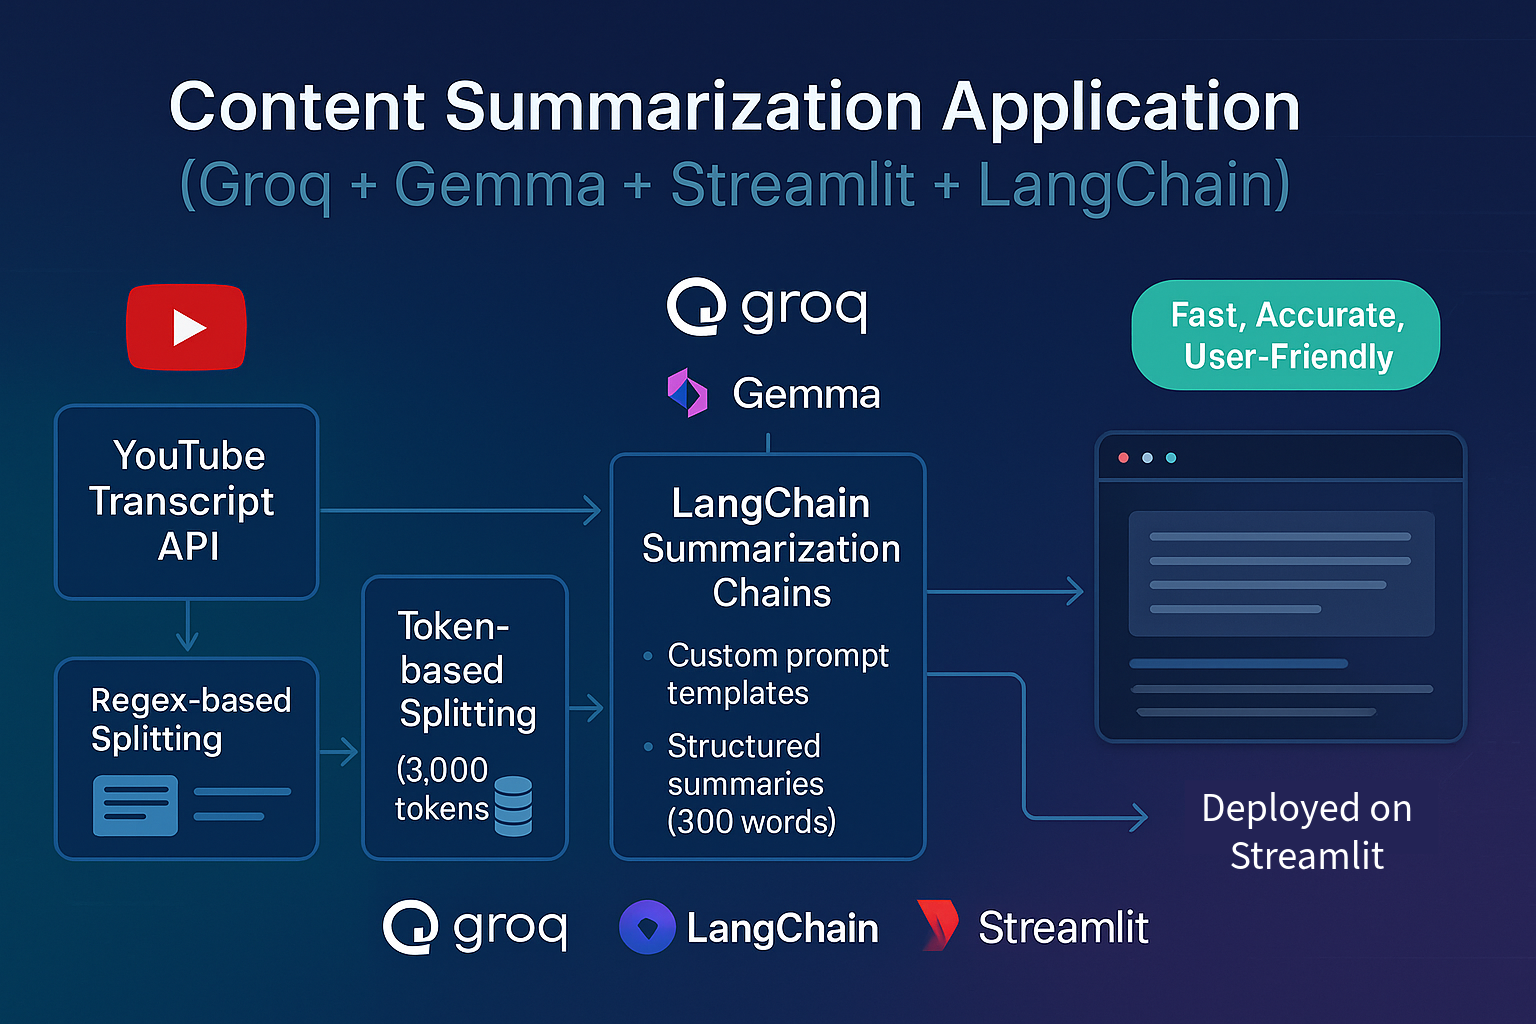 Content Summarization Application
(Groq + Gemma + Streamlit + LangChain)
groq
Gemma
Fast, Accurate,
User-Friendly
YouTube
Transcript
API
Regex-based
Splitting
Token-
based
Splitting
(3,000
tokens
LangChain
Summarization
Chains
• Custom prompt
templates
• Structured
summaries
(300 words)
Deployed on
Streamlit
groq
LangChain
Streamlit